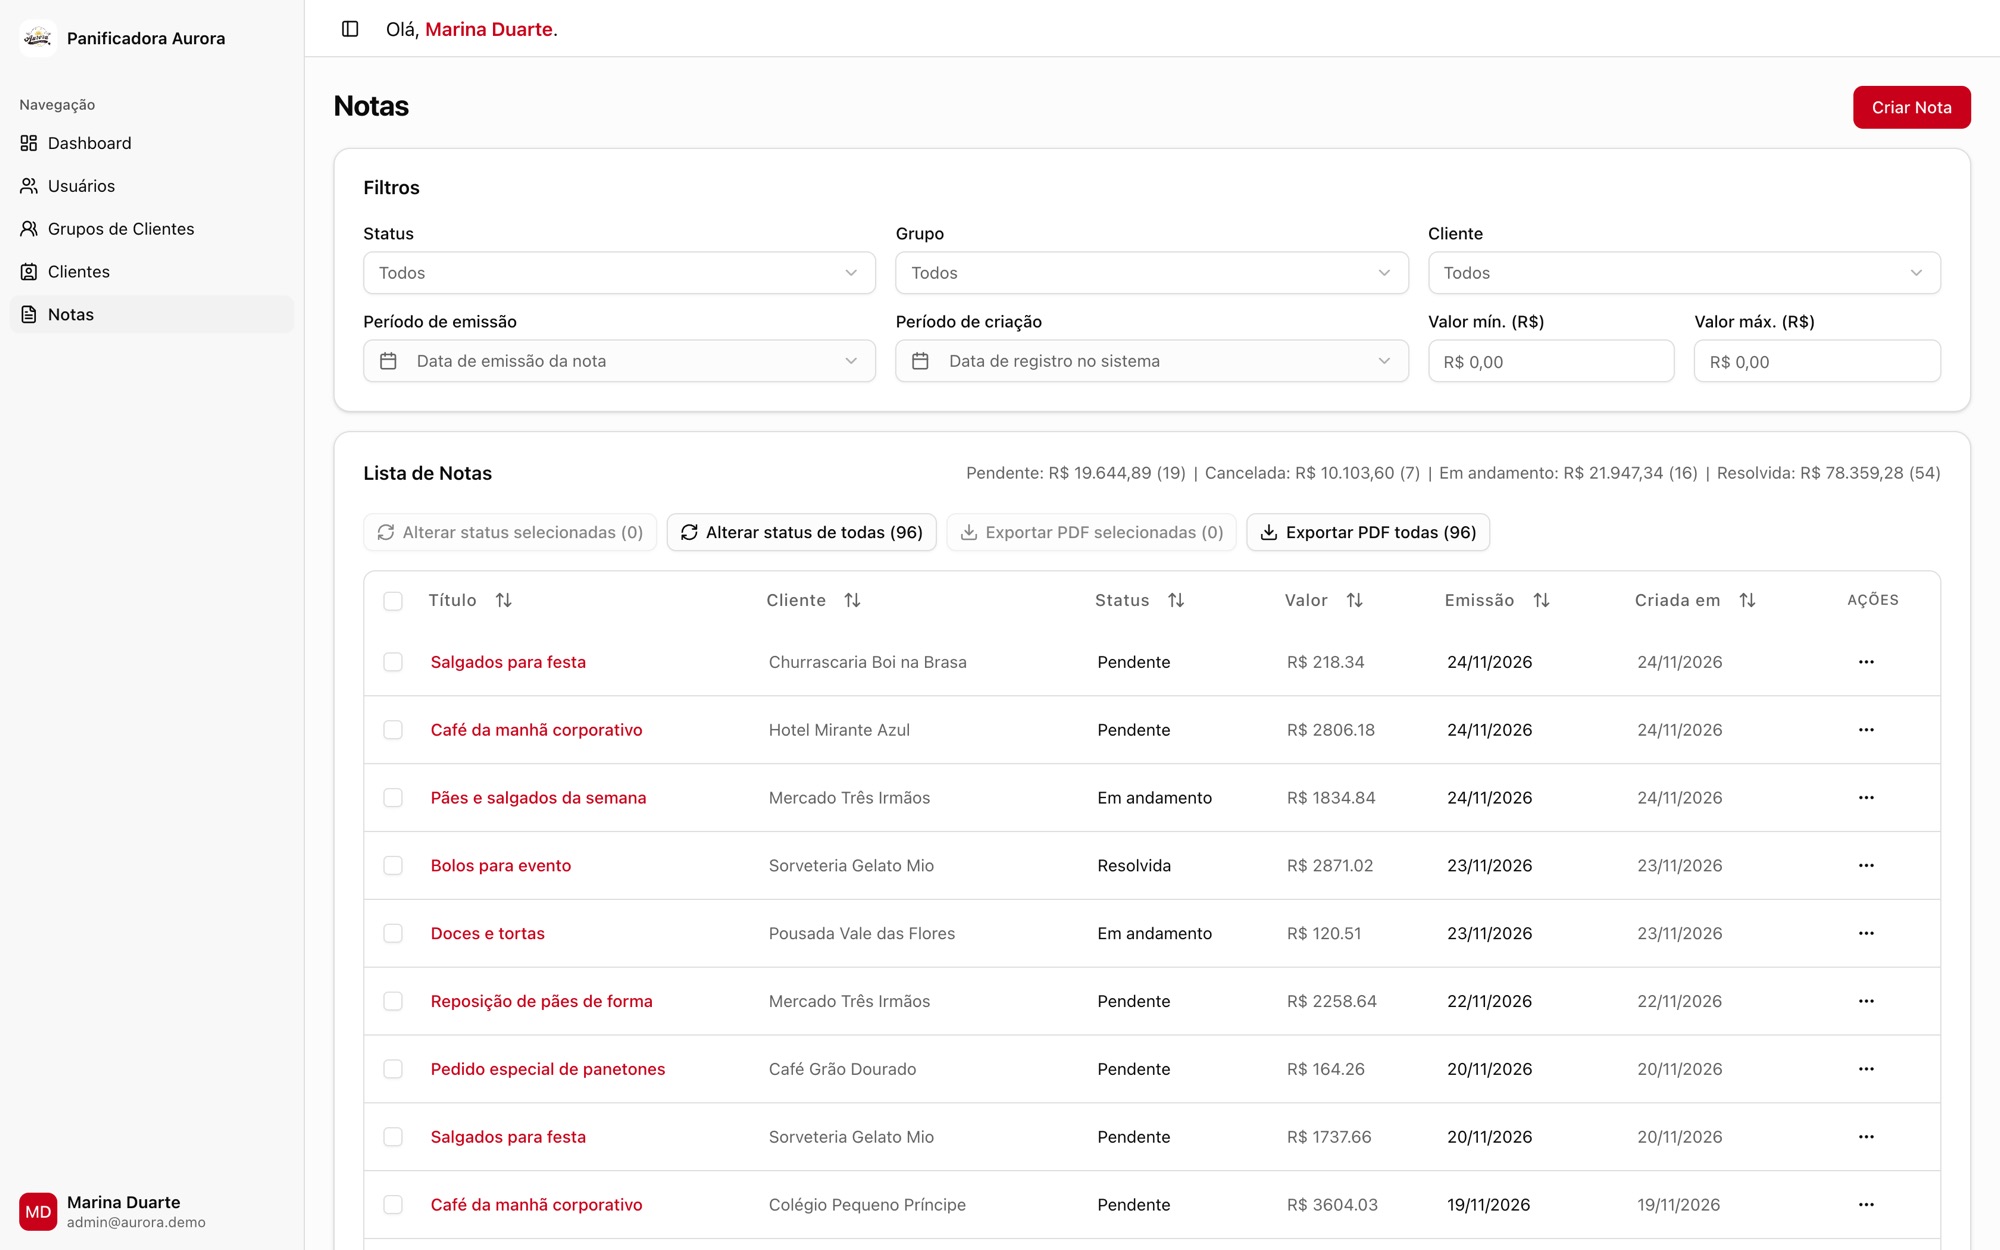 Panificadora Aurora
Olá, Marina Duarte.
Navegação
Dashboard
Usuários
Grupos de Clientes
Clientes
Notas
Notas
Criar Nota
Filtros
Status Grupo Cliente
Todos Todos Todos
Período de emissão Período de criação Valor mín. (R$) Valor máx. (R$)
Data de emissão da nota Data de registro no sistema R$ 0,00 R$ 0,00
Lista de Notas Pendente: R$ 19.644,89 (19) | Cancelada: R$ 10.103,60 (7) | Em andamento: R$ 21.947,34 (16) | Resolvida: R$ 78.359,28 (54)
Alterar status selecionadas (0) Alterar status de todas (96) Exportar PDF selecionadas (0) Exportar PDF todas (96)
Título Cliente Status Valor Emissão Criada em AÇÕES
Salgados para festa Churrascaria Boi na Brasa Pendente R$ 218.34 24/11/2026 24/11/2026
Café da manhã corporativo Hotel Mirante Azul Pendente R$ 2806.18 24/11/2026 24/11/2026
Pães e salgados da semana Mercado Três Irmãos Em andamento R$ 1834.84 24/11/2026 24/11/2026
Bolos para evento Sorveteria Gelato Mio Resolvida R$ 2871.02 23/11/2026 23/11/2026
Doces e tortas Pousada Vale das Flores Em andamento R$ 120.51 23/11/2026 23/11/2026
Reposição de pães de forma Mercado Três Irmãos Pendente R$ 2258.64 22/11/2026 22/11/2026
Pedido especial de panetones Café Grão Dourado Pendente R$ 164.26 20/11/2026 20/11/2026
Salgados para festa Sorveteria Gelato Mio Pendente R$ 1737.66 20/11/2026 20/11/2026
Café da manhã corporativo Colégio Pequeno Príncipe Pendente R$ 3604.03 19/11/2026 19/11/2026
MD
Marina Duarte
admin@aurora.demo